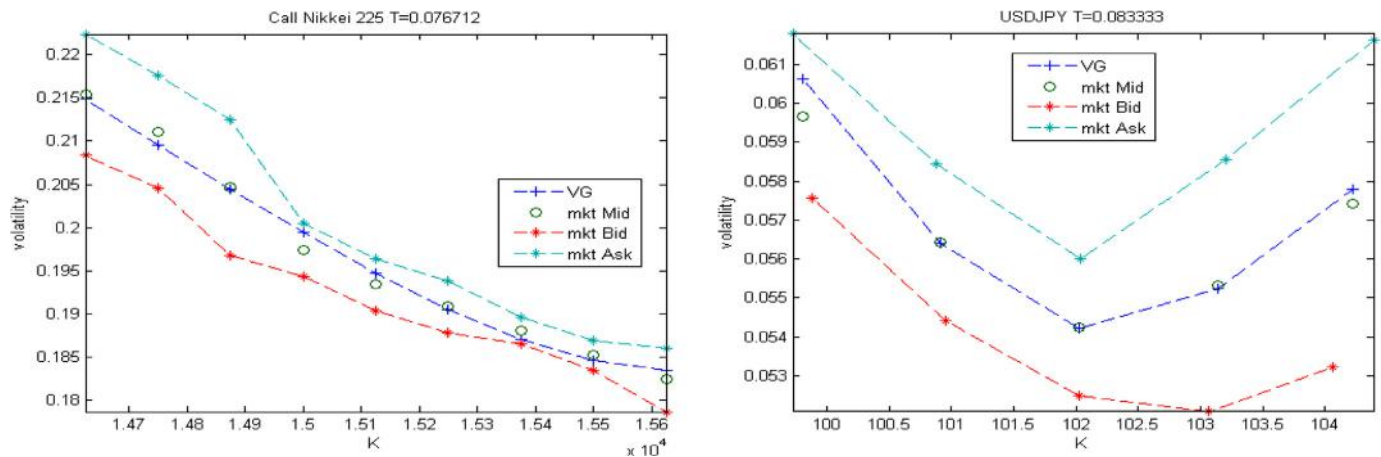 Call Nikkei 225 T=0.076712
0.22
0.215
0.21
0.205
0.2
0.195
0.19
0.185
0.18
volatility
VG
mkt Mid
mkt Bid
mkt Ask
1.47 1.48 1.49 1.5 1.51 1.52 1.53 1.54 1.55 1.56
K
x 10^4
USDJPY T=0.083333
0.061
0.06
0.059
0.058
0.057
0.056
0.055
0.054
0.053
volatility
VG
mkt Mid
mkt Bid
mkt Ask
100 100.5 101 101.5 102 102.5 103 103.5 104
K